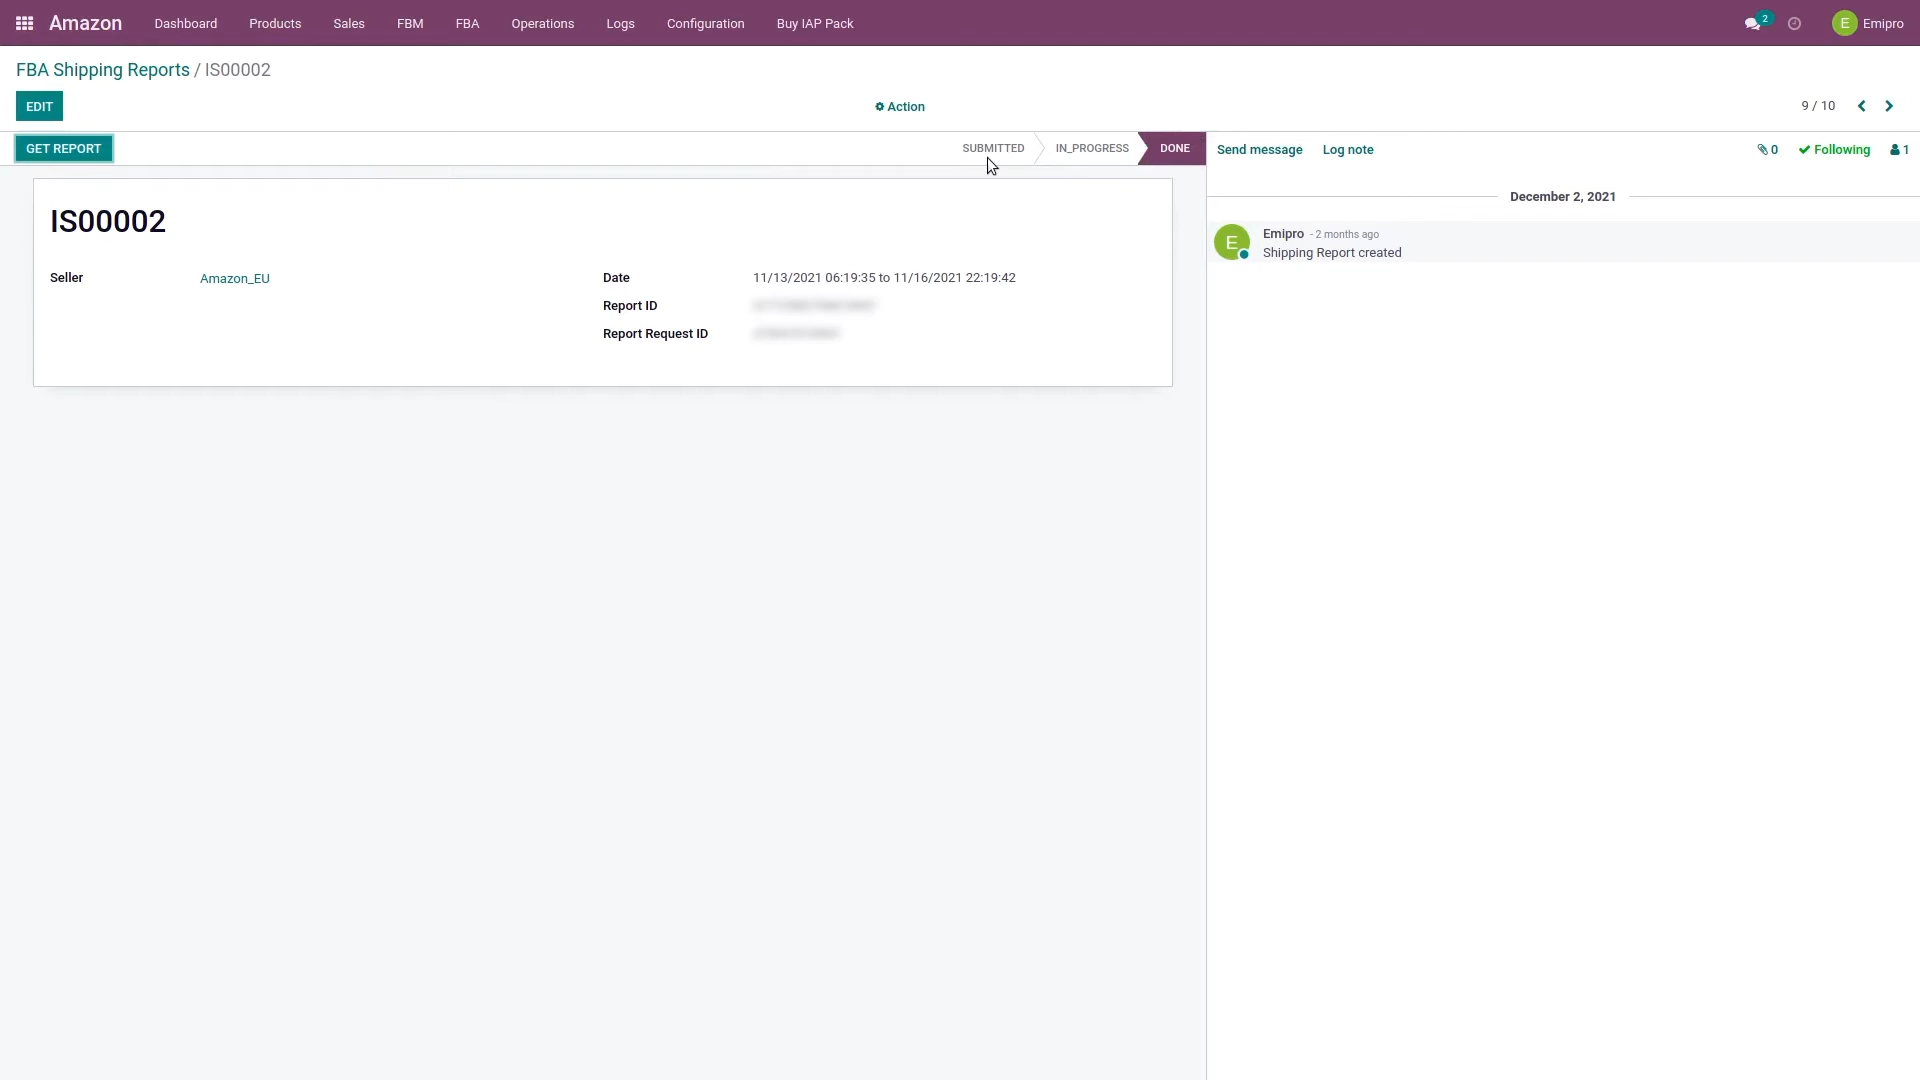 Amazon Dashboard Products Sales FBM FBA Operations Logs Configuration Buy IAP Pack 2 E Emipro
FBA Shipping Reports / IS00002
EDIT Action 9 / 10
GET REPORT SUBMITTED IN_PROGRESS DONE Send message Log note 0 Following 1
December 2, 2021
IS00002
E Emipro - 2 months ago
Shipping Report created
Seller Amazon_EU Date 11/13/2021 06:19:35 to 11/16/2021 22:19:42
Report ID
Report Request ID